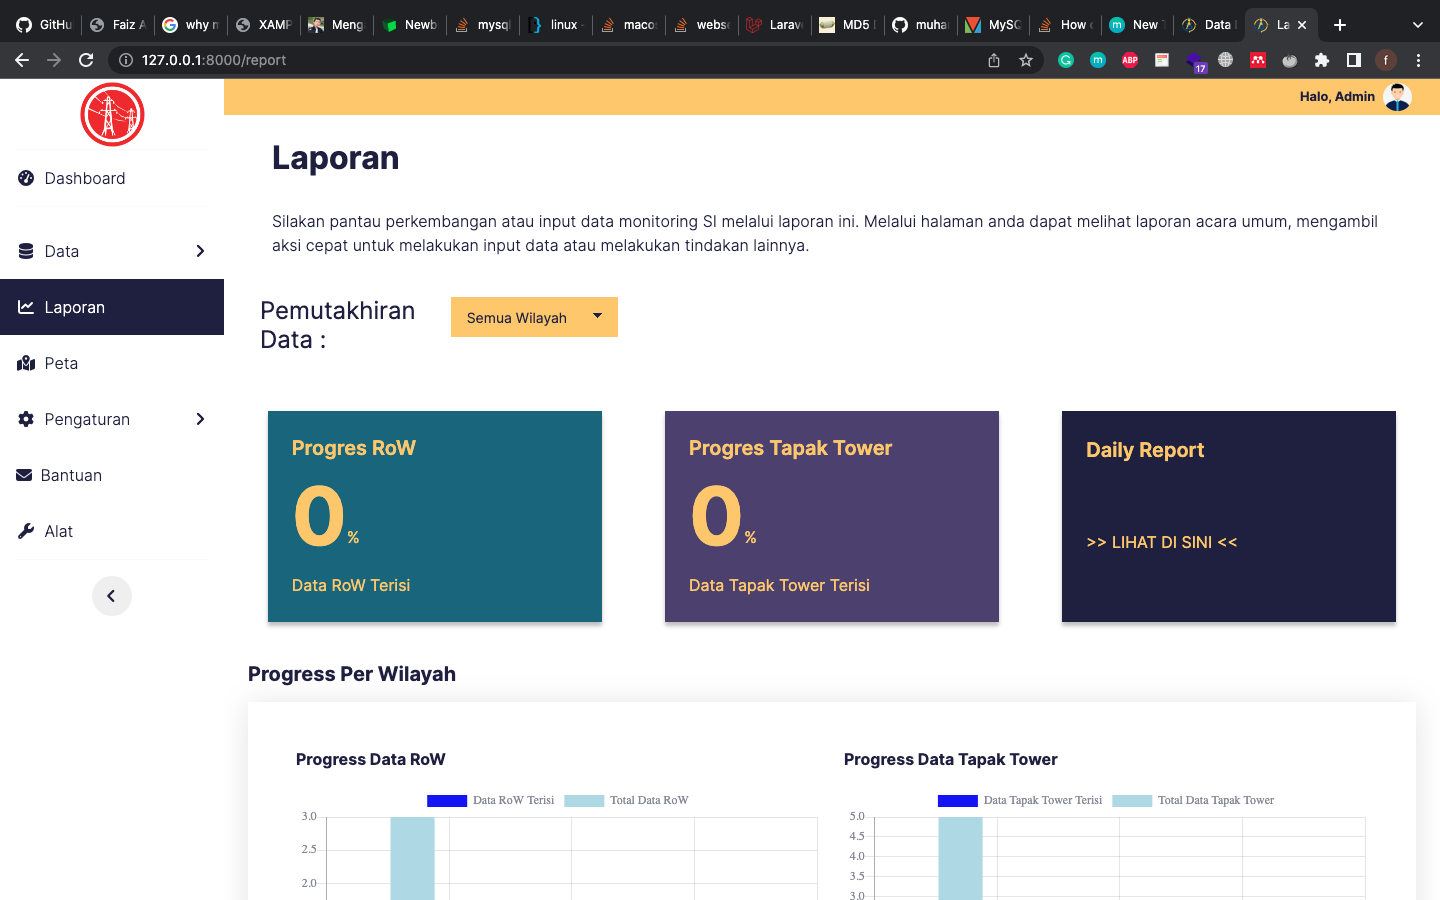 GitHu
Faiz A
why m
XAMP
Meng
Newb
mysql
linux -
maco
webse
Larav
MD5
muha
MySQ
How
New T
Data
La
127.0.0.1:8000/report
17
f
Halo, Admin
Dashboard
Data
Laporan
Peta
Pengaturan
Bantuan
Alat
Laporan
Silakan pantau perkembangan atau input data monitoring SI melalui laporan ini. Melalui halaman anda dapat melihat laporan acara umum, mengambil
aksi cepat untuk melakukan input data atau melakukan tindakan lainnya.
Pemutakhiran
Data :
Semua Wilayah
Progres RoW
0 %
Data RoW Terisi
Progres Tapak Tower
0 %
Data Tapak Tower Terisi
Daily Report
>> LIHAT DI SINI <<
Progress Per Wilayah
Progress Data RoW
Data RoW Terisi Total Data RoW
3.0
2.5
2.0
Progress Data Tapak Tower
Data Tapak Tower Terisi Total Data Tapak Tower
5.0
4.5
4.0
3.5
3.0